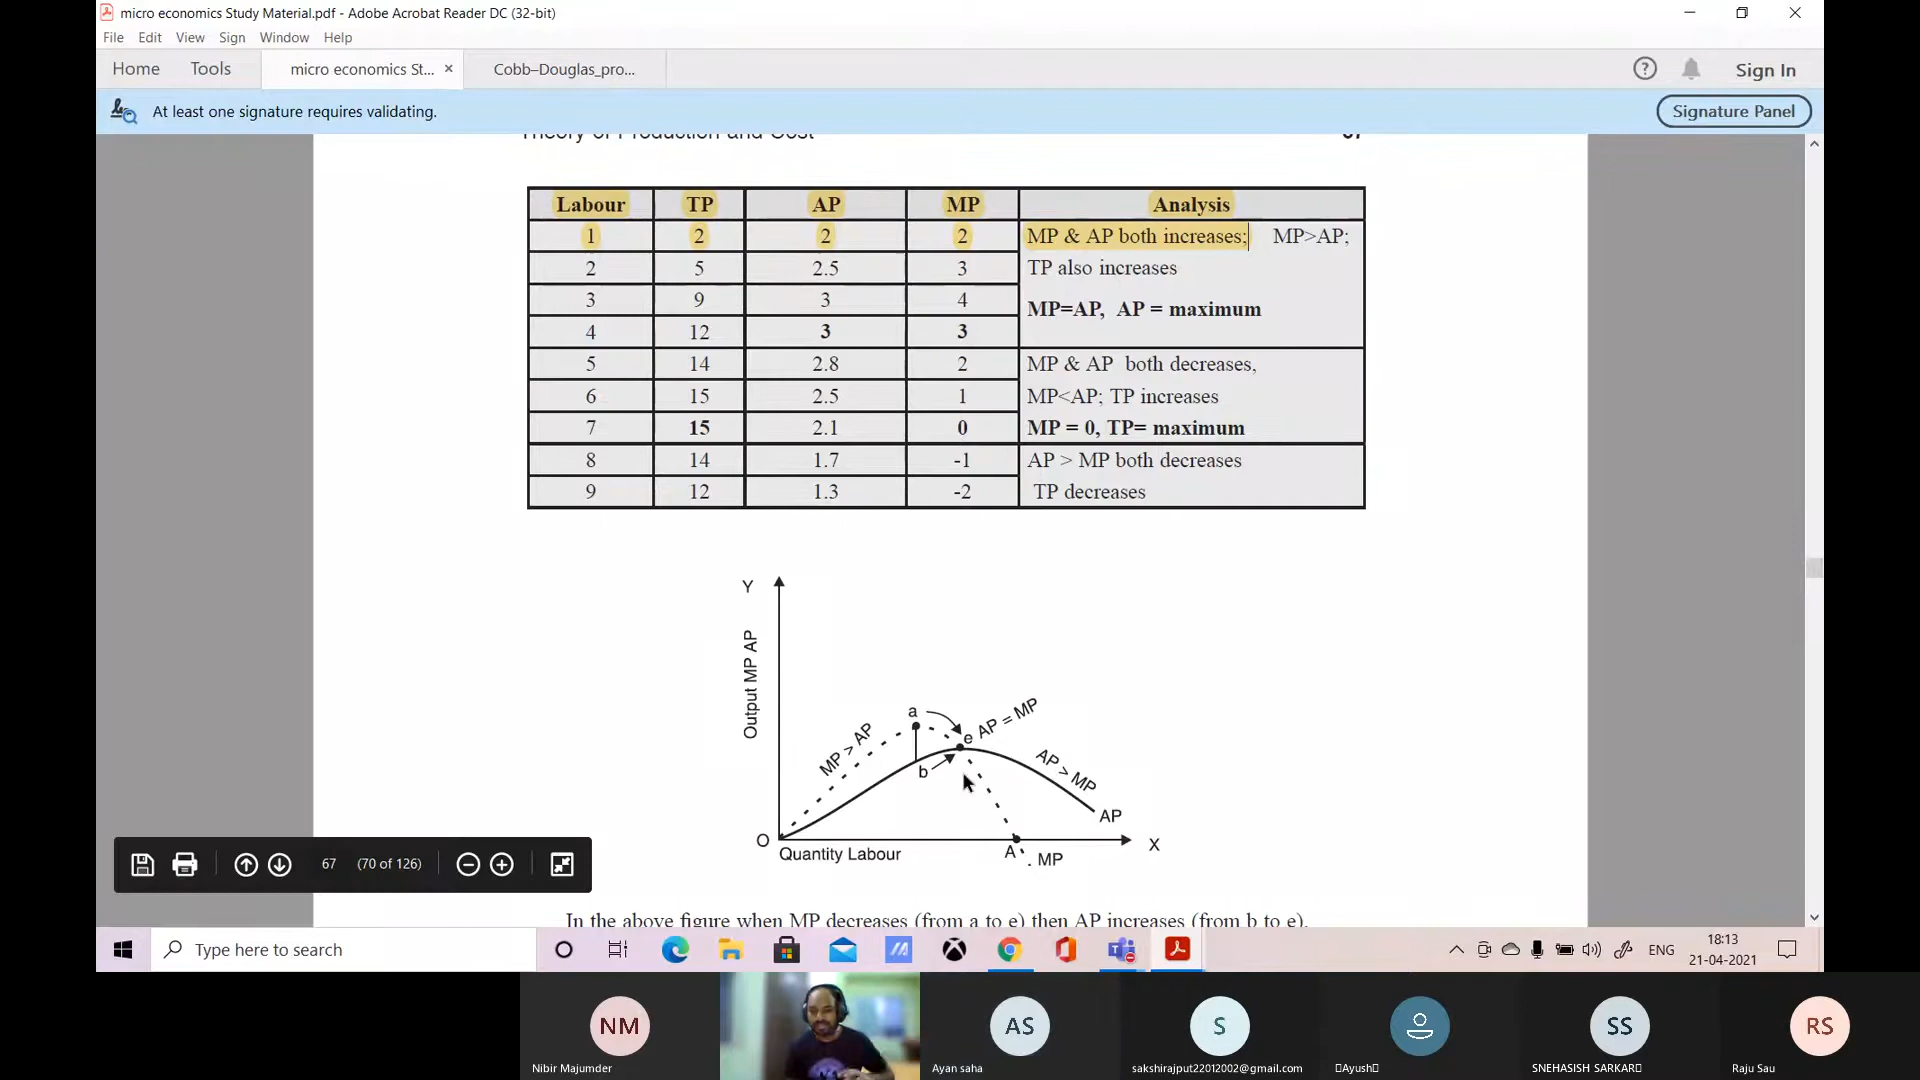 micro economics Study Material.pdf - Adobe Acrobat Reader DC (32-bit)
File Edit View Sign Window Help
Home Tools micro economics St... × Cobb–Douglas_pro... Sign In
At least one signature requires validating. Signature Panel
Theory of Production and Cost 67
Labour TP AP MP Analysis
1 2 2 2 MP & AP both increases; MP>AP;
2 5 2.5 3 TP also increases
3 9 3 4 MP=AP, AP = maximum
4 12 3 3
5 14 2.8 2 MP & AP both decreases,
6 15 2.5 1 MP<AP; TP increases
7 15 2.1 0 MP = 0, TP= maximum
8 14 1.7 -1 AP > MP both decreases
9 12 1.3 -2 TP decreases
Y
Output MP AP
MP > AP
a
e AP = MP
b
AP > MP
AP
O
X
Quantity Labour
A
MP
67 (70 of 126)
In the above figure when MP decreases (from a to e) then AP increases (from b to e).
Type here to search
ENG
18:13
21-04-2021
NM AS S SS RS
Nibir Majumder Ayan saha sakshirajput22012002@gmail.com Ayush SNEHASISH SARKAR Raju Sau